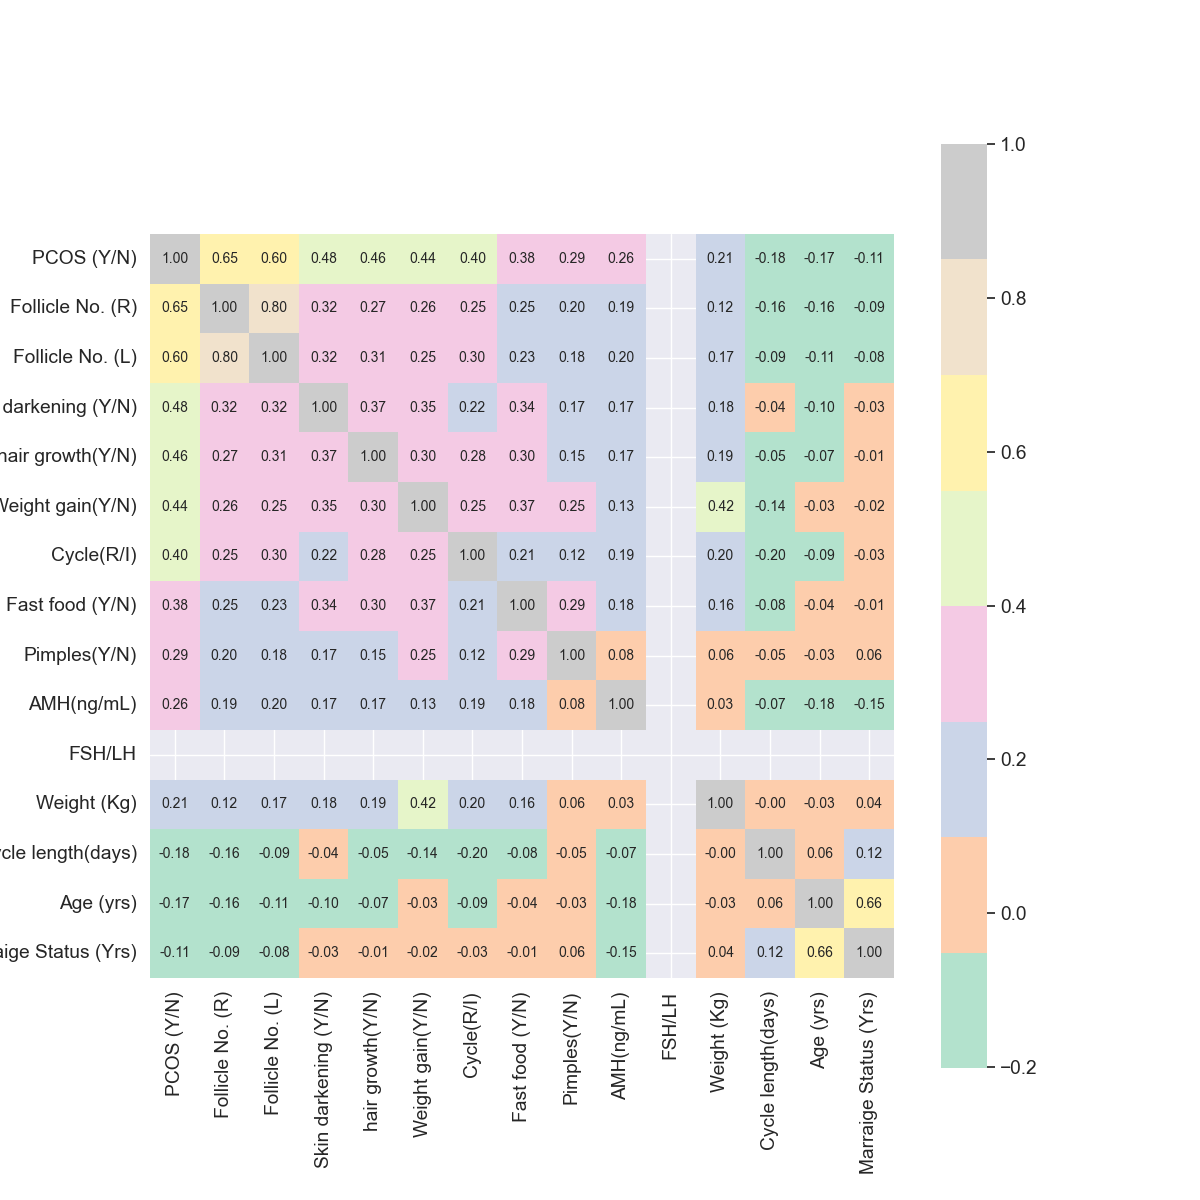 1.0
PCOS (Y/N) 1.00 0.65 0.60 0.48 0.46 0.44 0.40 0.38 0.29 0.26 0.21 -0.18 -0.17 -0.11
0.8
Follicle No. (R) 0.65 1.00 0.80 0.32 0.27 0.26 0.25 0.25 0.20 0.19 0.12 -0.16 -0.16 -0.09
Follicle No. (L) 0.60 0.80 1.00 0.32 0.31 0.25 0.30 0.23 0.18 0.20 0.17 -0.09 -0.11 -0.08
darkening (Y/N) 0.48 0.32 0.32 1.00 0.37 0.35 0.22 0.34 0.17 0.17 0.18 -0.04 -0.10 -0.03
0.6
hair growth(Y/N) 0.46 0.27 0.31 0.37 1.00 0.30 0.28 0.30 0.15 0.17 0.19 -0.05 -0.07 -0.01
Weight gain(Y/N) 0.44 0.26 0.25 0.35 0.30 1.00 0.25 0.37 0.25 0.13 0.42 -0.14 -0.03 -0.02
Cycle(R/I) 0.40 0.25 0.30 0.22 0.28 0.25 1.00 0.21 0.12 0.19 0.20 -0.20 -0.09 -0.03
Fast food (Y/N) 0.38 0.25 0.23 0.34 0.30 0.37 0.21 1.00 0.29 0.18 0.16 -0.08 -0.04 -0.01
0.4
Pimples(Y/N) 0.29 0.20 0.18 0.17 0.15 0.25 0.12 0.29 1.00 0.08 0.06 -0.05 -0.03 0.06
AMH(ng/mL) 0.26 0.19 0.20 0.17 0.17 0.13 0.19 0.18 0.08 1.00 0.03 -0.07 -0.18 -0.15
FSH/LH
0.2
Weight (Kg) 0.21 0.12 0.17 0.18 0.19 0.42 0.20 0.16 0.06 0.03 1.00 -0.00 -0.03 0.04
cle length(days) -0.18 -0.16 -0.09 -0.04 -0.05 -0.14 -0.20 -0.08 -0.05 -0.07 -0.00 1.00 0.06 0.12
Age (yrs) -0.17 -0.16 -0.11 -0.10 -0.07 -0.03 -0.09 -0.04 -0.03 -0.18 -0.03 0.06 1.00 0.66
0.0
aige Status (Yrs) -0.11 -0.09 -0.08 -0.03 -0.01 -0.02 -0.03 -0.01 0.06 -0.15 0.04 0.12 0.66 1.00
−0.2
PCOS (Y/N)
Follicle No. (R)
Follicle No. (L)
Skin darkening (Y/N)
hair growth(Y/N)
Weight gain(Y/N)
Cycle(R/I)
Fast food (Y/N)
Pimples(Y/N)
AMH(ng/mL)
FSH/LH
Weight (Kg)
Cycle length(days)
Age (yrs)
Marraige Status (Yrs)